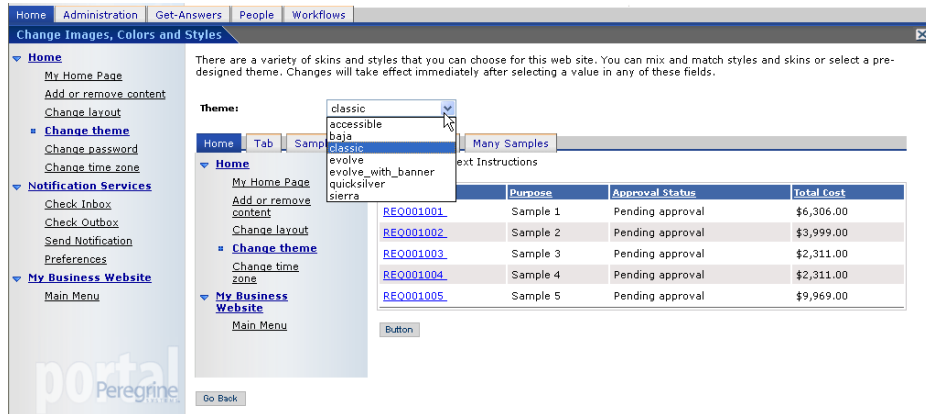 Home Administration Get-Answers People Workflows
Change Images, Colors and Styles
Home
My Home Page
Add or remove content
Change layout
Change theme
Change password
Change time zone
Notification Services
Check Inbox
Check Outbox
Send Notification
Preferences
My Business Website
Main Menu
portal
Peregrine
There are a variety of skins and styles that you can choose for this web site. You can mix and match styles and skins or select a pre-
designed theme. Changes will take effect immediately after selecting a value in any of these fields.
Theme: classic
accessible
baja
classic
evolve
evolve_with_banner
quicksilver
sierra
Home Tab Samp Many Samples
ext Instructions
Home
My Home Page
Add or remove
content
Change layout
Change theme
Change time
zone
My Business
Website
Main Menu
Purpose Approval Status Total Cost
REQ001001 Sample 1 Pending approval $6,306.00
REQ001002 Sample 2 Pending approval $3,999.00
REQ001003 Sample 3 Pending approval $2,311.00
REQ001004 Sample 4 Pending approval $2,311.00
REQ001005 Sample 5 Pending approval $9,969.00
Button
Go Back